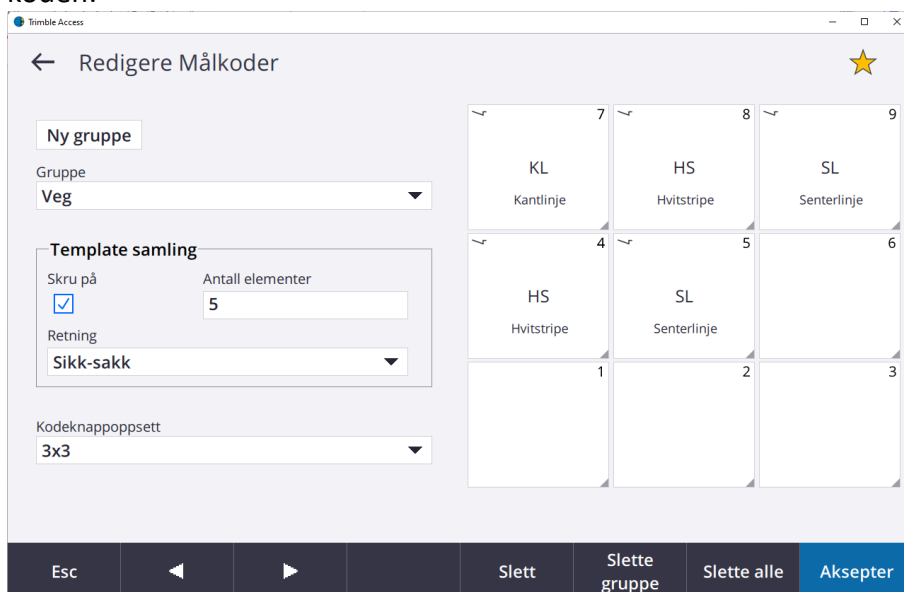 koden.
Trimble Access
Redigere Målkoder
Ny gruppe
Gruppe
Veg
Template samling
Skru på
Antall elementer
5
Retning
Sikk-sakk
Kodeknappoppsett
3x3
7
KL
Kantlinje
8
HS
Hvitstripe
9
SL
Senterlinje
4
HS
Hvitstripe
5
SL
Senterlinje
6
1
2
3
Esc
Slett
Slette
gruppe
Slette alle
Aksepter